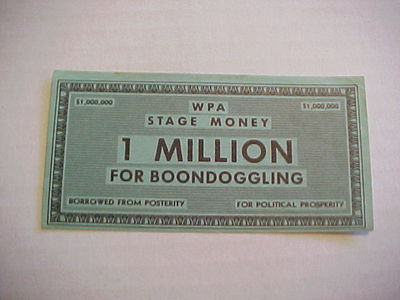 $1,000,000 WPA $1,000,000
STAGE MONEY
1 MILLION
FOR BOONDOGGLING
BORROWED FROM POSTERITY FOR POLITICAL PROSPERITY